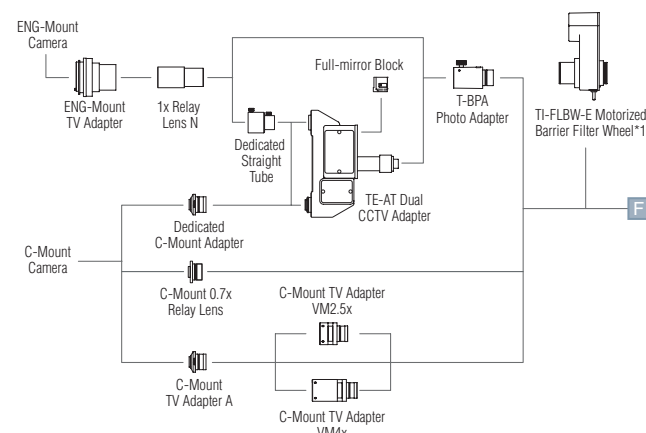 ENG-Mount
Camera
ENG-Mount
TV Adapter
1x Relay
Lens N
Dedicated
Straight
Tube
Full-mirror Block
TE-AT Dual
CCTV Adapter
T-BPA
Photo Adapter
TI-FLBW-E Motorized
Barrier Filter Wheel*1
F
Dedicated
C-Mount Adapter
C-Mount
Camera
C-Mount 0.7x
Relay Lens
C-Mount TV Adapter
VM2.5x
C-Mount
TV Adapter A
C-Mount TV Adapter
VM4x